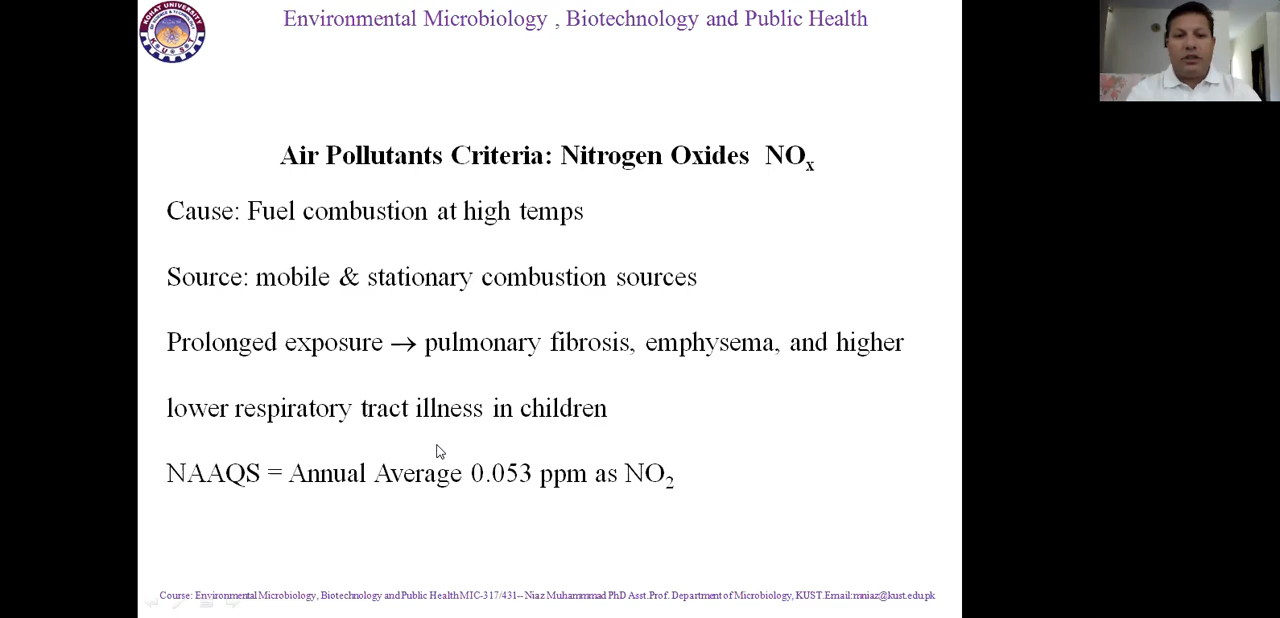 KOHAT UNIVERSITY
K U S T
Environmental Microbiology , Biotechnology and Public Health
Air Pollutants Criteria: Nitrogen Oxides NOx
Cause: Fuel combustion at high temps
Source: mobile & stationary combustion sources
Prolonged exposure → pulmonary fibrosis, emphysema, and higher
lower respiratory tract illness in children
NAAQS = Annual Average 0.053 ppm as NO2
Course: Environmental Microbiology, Biotechnology and Public Health MIC-317/431-- Niaz Muhammmad PhD Asst.Prof. Department of Microbiology, KUST.Email:mniaz@kust.edu.pk